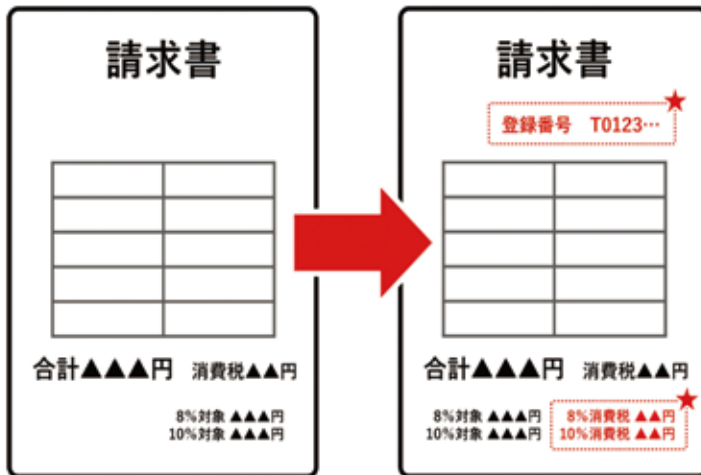 請求書
合計▲▲▲円 消費税▲▲円
8%対象 ▲▲▲円
10%対象 ▲▲▲円
請求書
登録番号 T0123…
合計▲▲▲円 消費税▲▲円
8%対象 ▲▲▲円 8%消費税 ▲▲円
10%対象 ▲▲▲円 10%消費税 ▲▲円